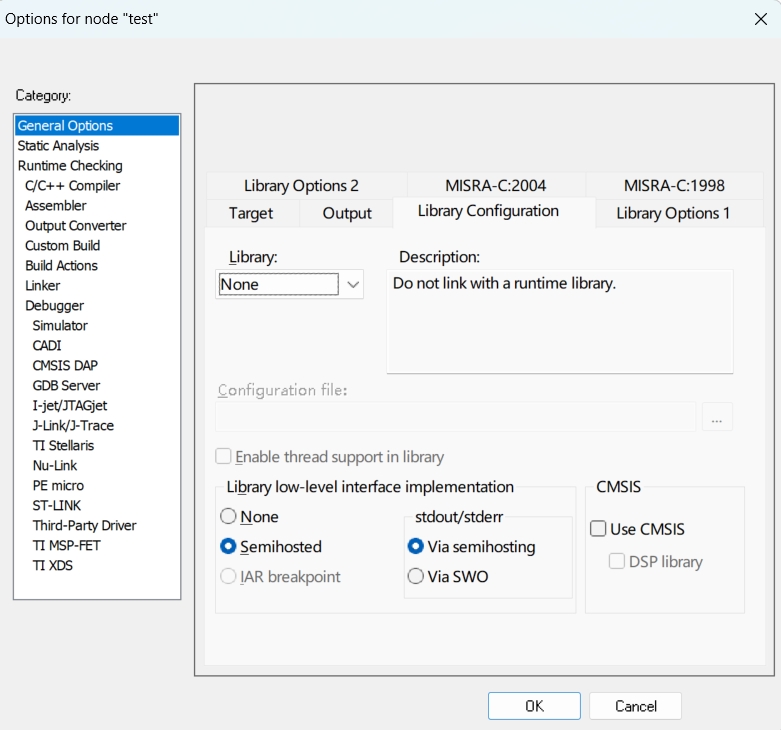 Options for node "test"
Category:
General Options
Static Analysis
Runtime Checking
C/C++ Compiler
Assembler
Output Converter
Custom Build
Build Actions
Linker
Debugger
Simulator
CADI
CMSIS DAP
GDB Server
I-jet/JTAGjet
J-Link/J-Trace
TI Stellaris
Nu-Link
PE micro
ST-LINK
Third-Party Driver
TI MSP-FET
TI XDS
Library Options 2 MISRA-C:2004 MISRA-C:1998
Target Output Library Configuration Library Options 1
Library: Description:
None Do not link with a runtime library.
Configuration file:
...
Enable thread support in library
Library low-level interface implementation CMSIS
None stdout/stderr
Semihosted Via semihosting Use CMSIS
IAR breakpoint Via SWO DSP library
OK Cancel